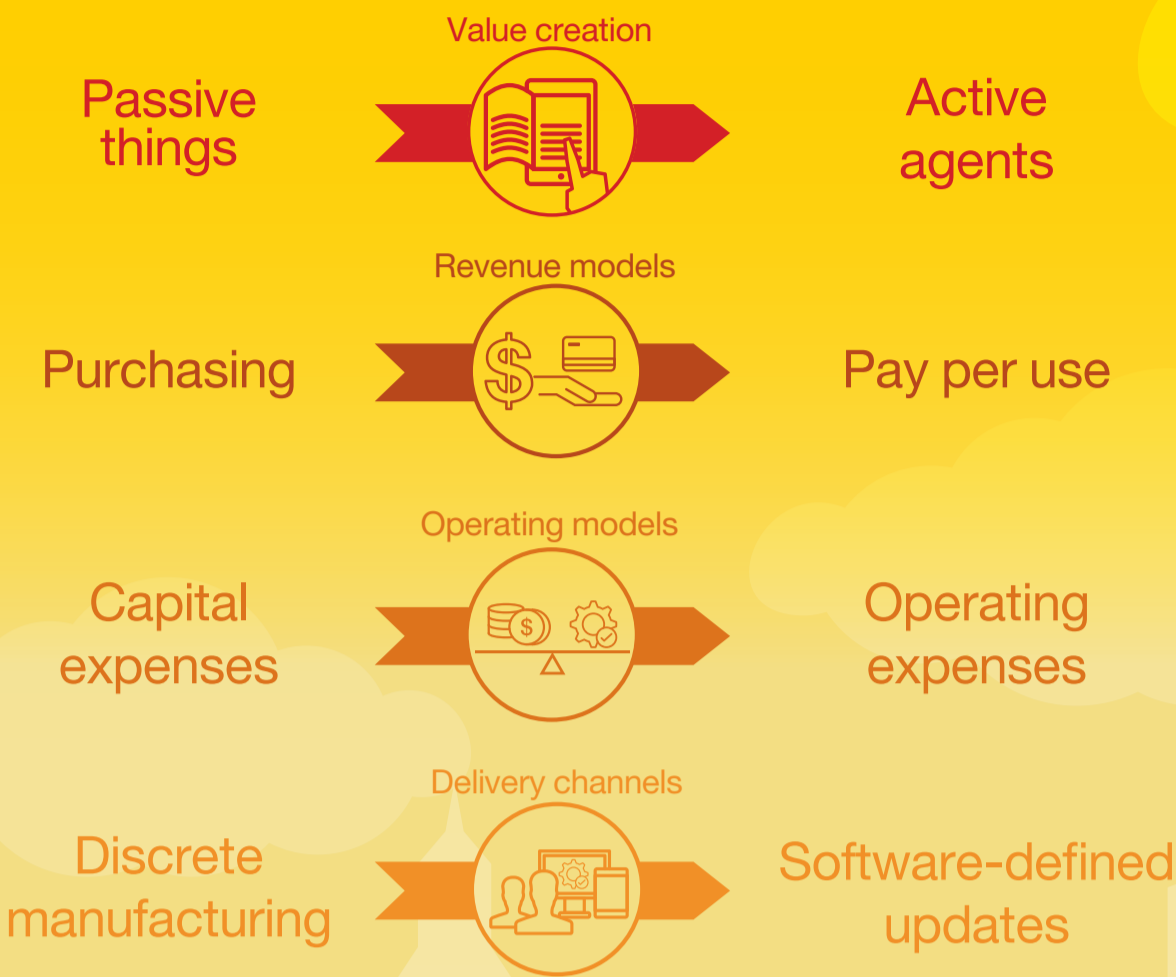 Value creation
Passive
things
Active
agents
Revenue models
Purchasing
$
Pay per use
Operating models
Capital
expenses
$
Operating
expenses
Delivery channels
Discrete
manufacturing
Software-defined
updates